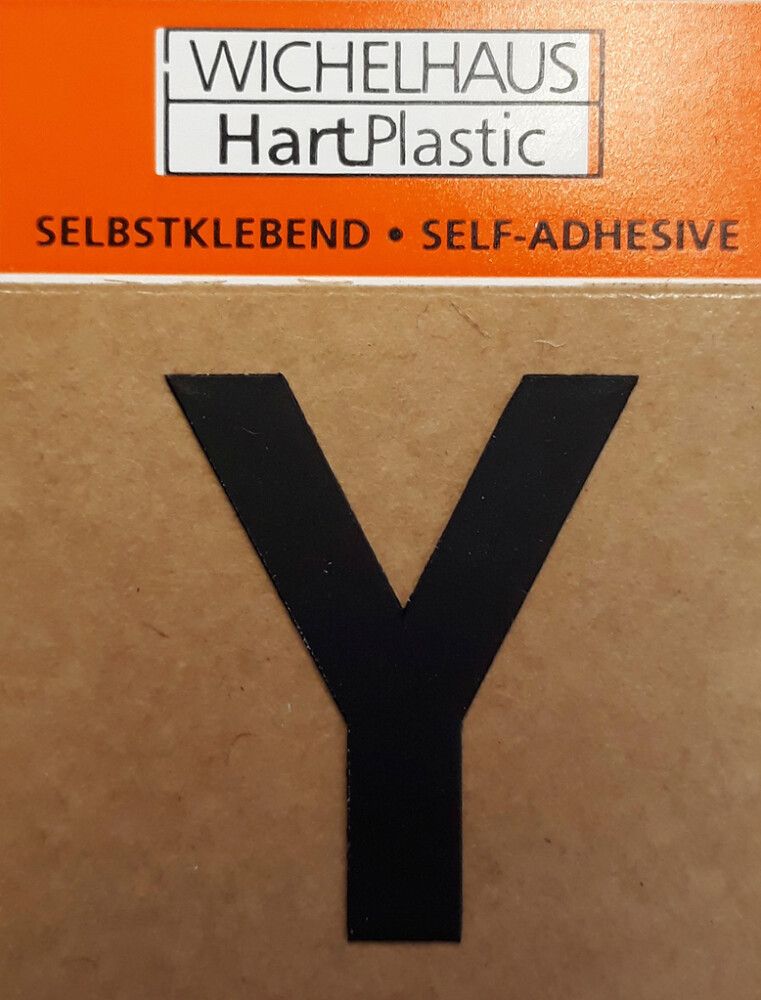 WICHELHAUS
HartPlastic
SELBSTKLEBEND • SELF-ADHESIVE
Y